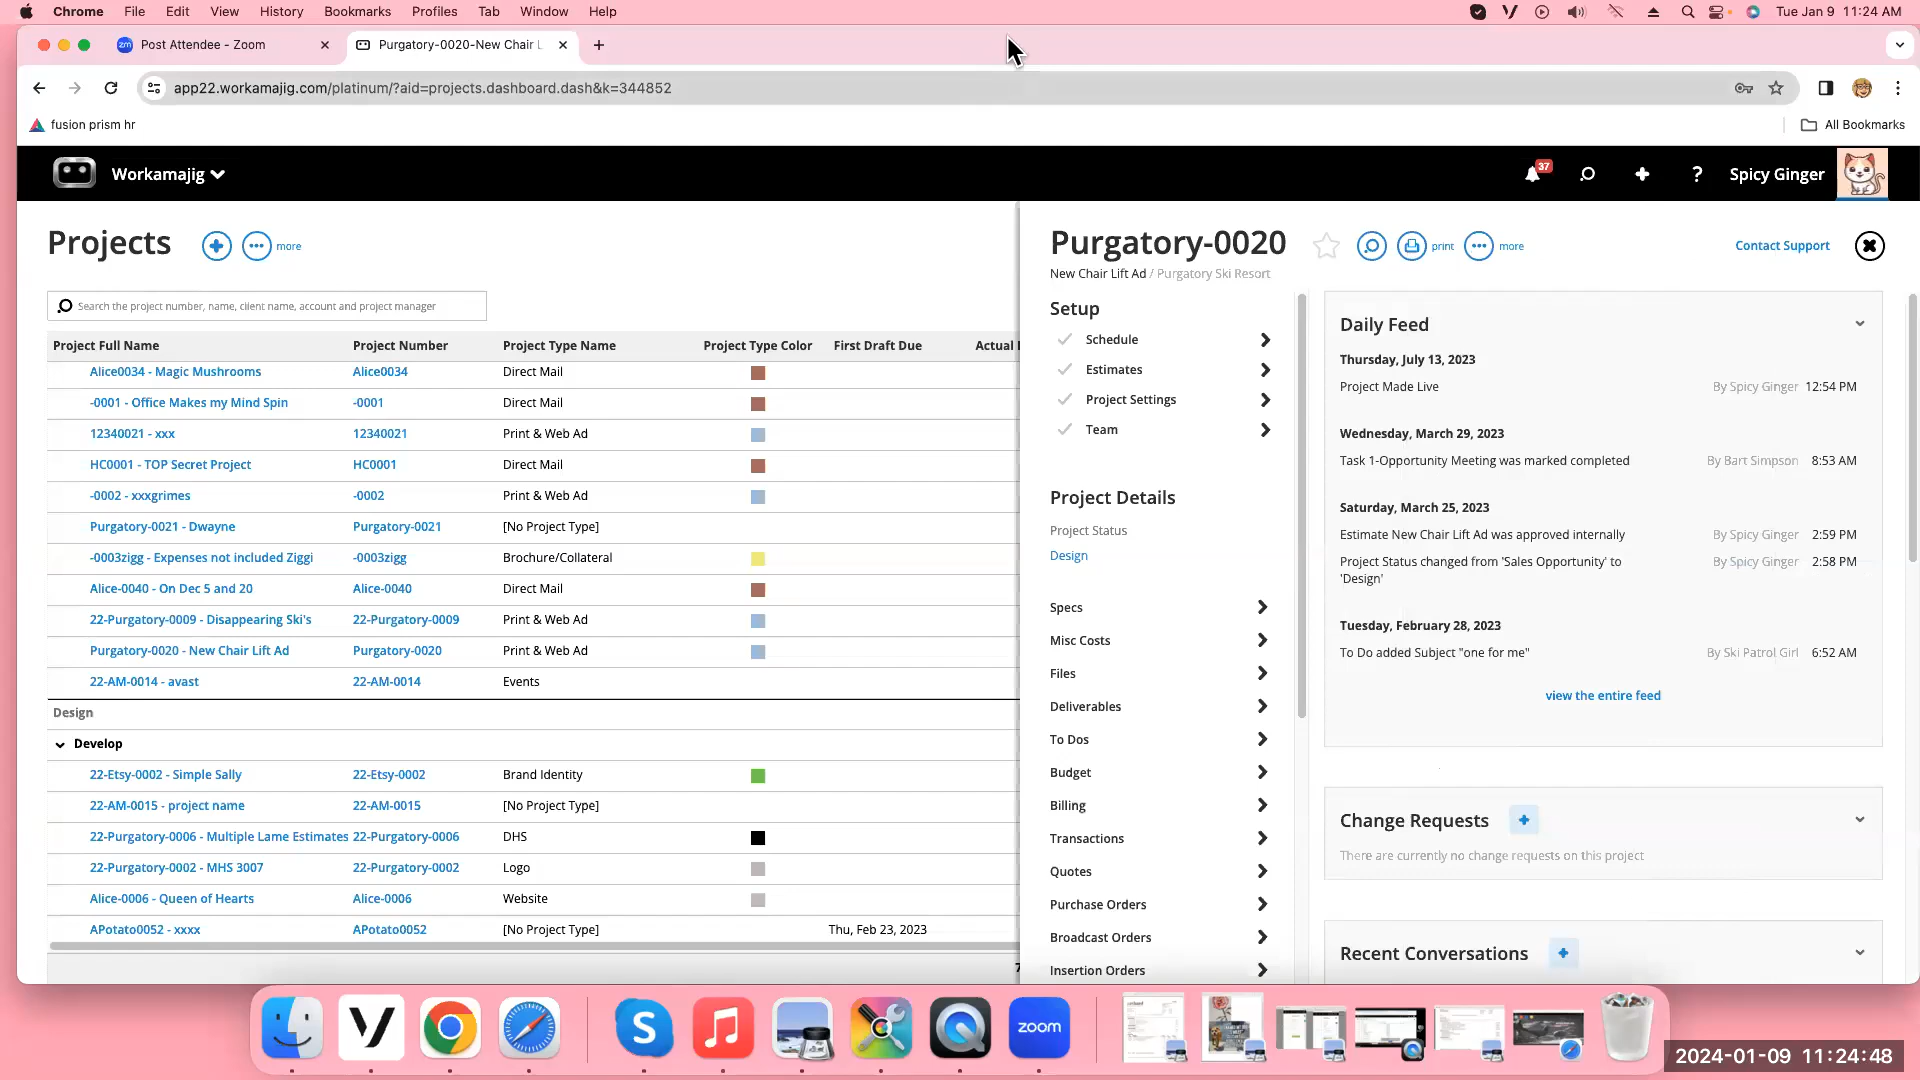 Chrome File Edit View History Bookmarks Profiles Tab Window Help Tue Jan 9 11:24 AM
zm Post Attendee - Zoom Purgatory-0020-New Chair L
app22.workamajig.com/platinum/?aid=projects.dashboard.dash&k=344852
fusion prism hr All Bookmarks
Workamajig 37 ? Spicy Ginger
Projects more
Search the project number, name, client name, account and project manager
Project Full Name Project Number Project Type Name Project Type Color First Draft Due Actual
Alice0034 - Magic Mushrooms Alice0034 Direct Mail
-0001 - Office Makes my Mind Spin -0001 Direct Mail
12340021 - xxx 12340021 Print & Web Ad
HC0001 - TOP Secret Project HC0001 Direct Mail
-0002 - xxxgrimes -0002 Print & Web Ad
Purgatory-0021 - Dwayne Purgatory-0021 [No Project Type]
-0003zigg - Expenses not included Ziggi -0003zigg Brochure/Collateral
Alice-0040 - On Dec 5 and 20 Alice-0040 Direct Mail
22-Purgatory-0009 - Disappearing Ski's 22-Purgatory-0009 Print & Web Ad
Purgatory-0020 - New Chair Lift Ad Purgatory-0020 Print & Web Ad
22-AM-0014 - avast 22-AM-0014 Events
Design
Develop
22-Etsy-0002 - Simple Sally 22-Etsy-0002 Brand Identity
22-AM-0015 - project name 22-AM-0015 [No Project Type]
22-Purgatory-0006 - Multiple Lame Estimates 22-Purgatory-0006 DHS
22-Purgatory-0002 - MHS 3007 22-Purgatory-0002 Logo
Alice-0006 - Queen of Hearts Alice-0006 Website
APotato0052 - xxxx APotato0052 [No Project Type] Thu, Feb 23, 2023
Purgatory-0020 print more Contact Support
New Chair Lift Ad / Purgatory Ski Resort
Setup
Schedule
Estimates
Project Settings
Team
Project Details
Project Status
Design
Specs
Misc Costs
Files
Deliverables
To Dos
Budget
Billing
Transactions
Quotes
Purchase Orders
Broadcast Orders
Insertion Orders
Daily Feed
Thursday, July 13, 2023
Project Made Live By Spicy Ginger 12:54 PM
Wednesday, March 29, 2023
Task 1-Opportunity Meeting was marked completed By Bart Simpson 8:53 AM
Saturday, March 25, 2023
Estimate New Chair Lift Ad was approved internally By Spicy Ginger 2:59 PM
Project Status changed from 'Sales Opportunity' to By Spicy Ginger 2:58 PM
'Design'
Tuesday, February 28, 2023
To Do added Subject "one for me" By Ski Patrol Girl 6:52 AM
view the entire feed
Change Requests
There are currently no change requests on this project
Recent Conversations
zoom
2024-01-09 11:24:48